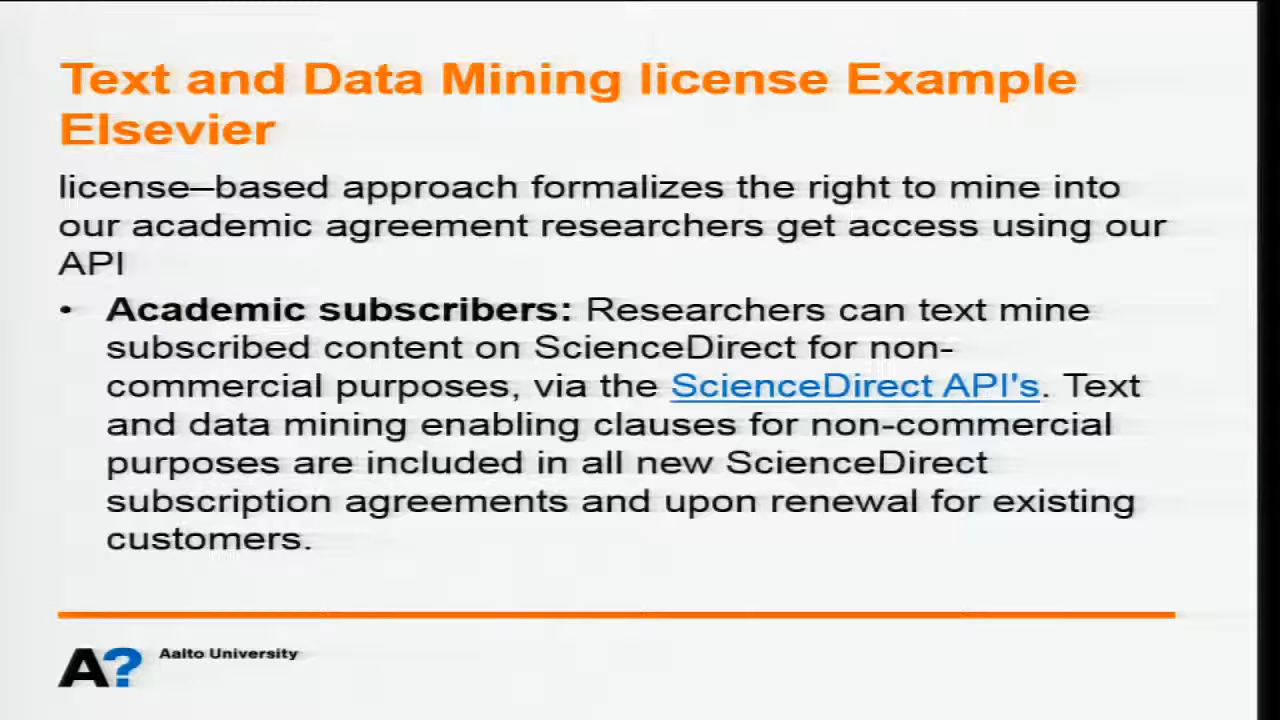 Text and Data Mining license Example
Elsevier
license–based approach formalizes the right to mine into
our academic agreement researchers get access using our
API
• Academic subscribers: Researchers can text mine
subscribed content on ScienceDirect for non-
commercial purposes, via the ScienceDirect API's. Text
and data mining enabling clauses for non-commercial
purposes are included in all new ScienceDirect
subscription agreements and upon renewal for existing
customers.
A? Aalto University